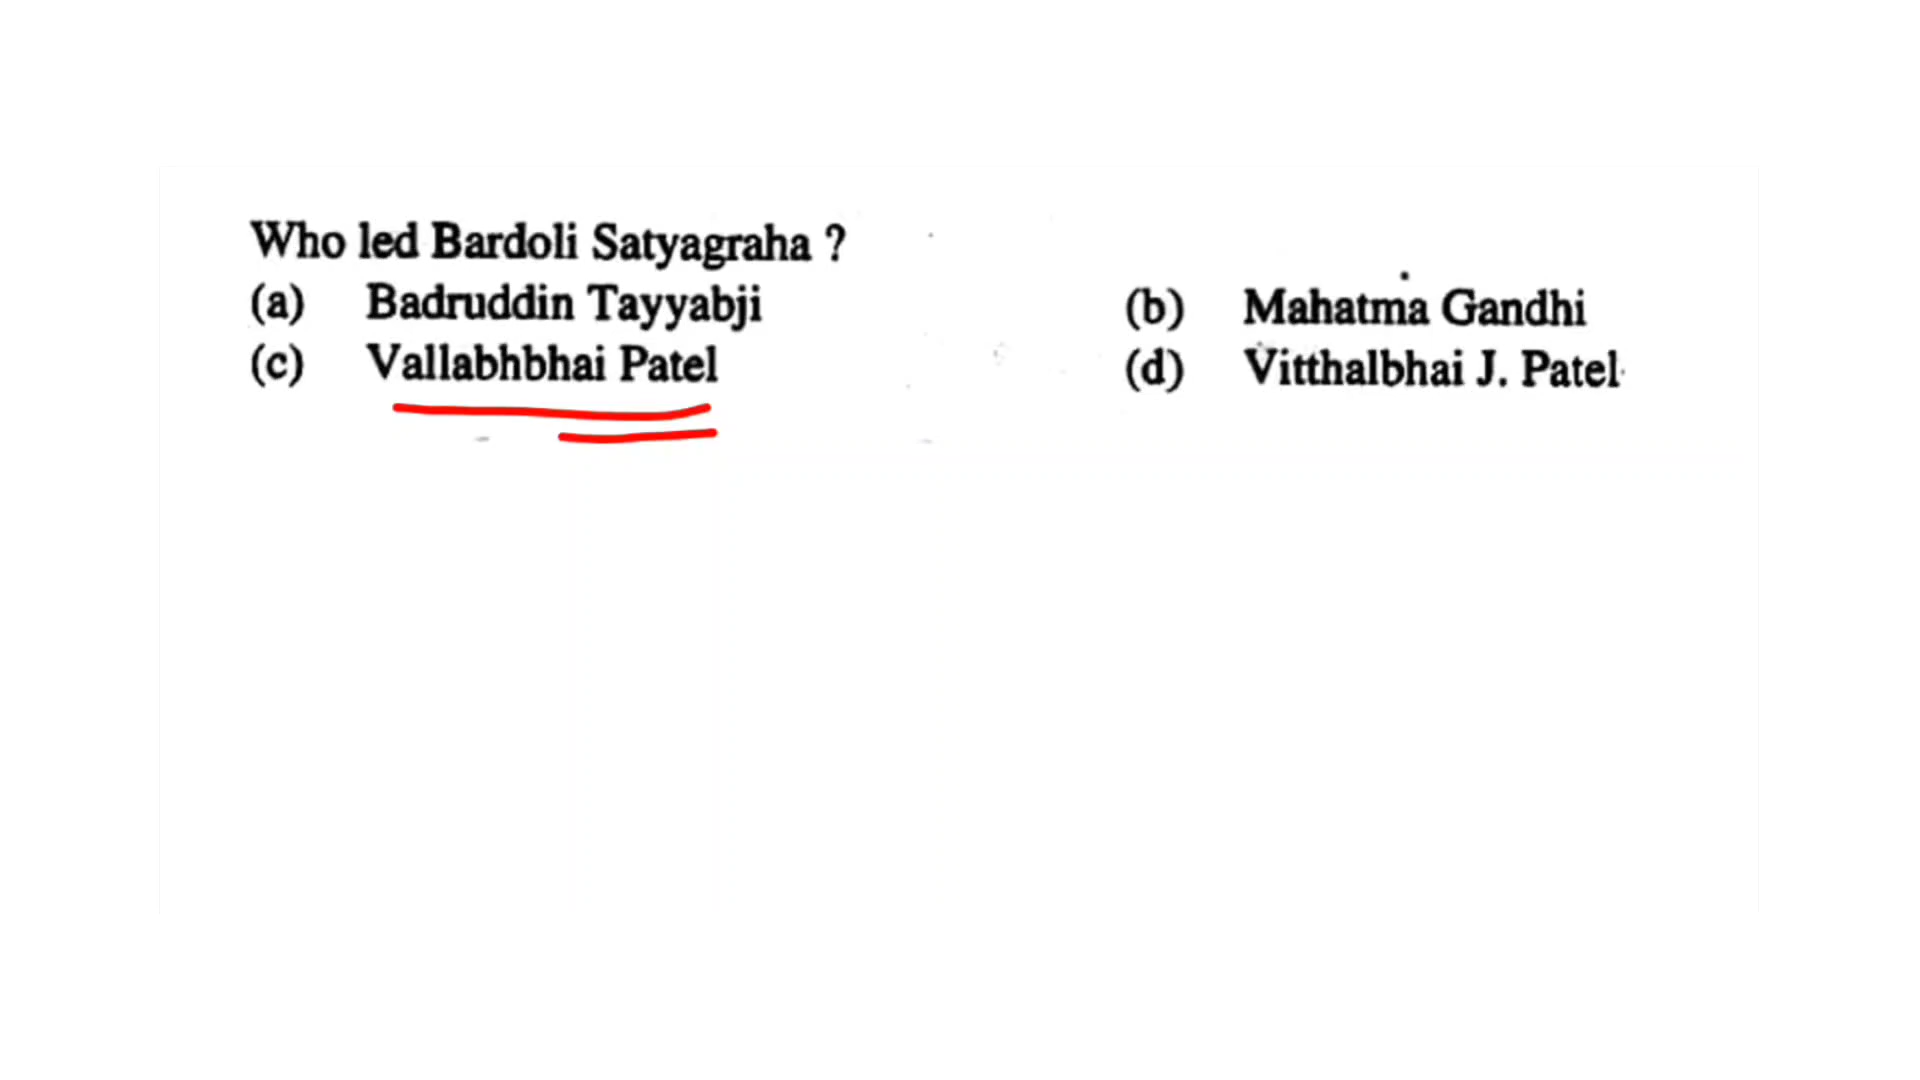 Who led Bardoli Satyagraha ?
(a) Badruddin Tayyabji (b) Mahatma Gandhi
(c) Vallabhbhai Patel (d) Vitthalbhai J. Patel